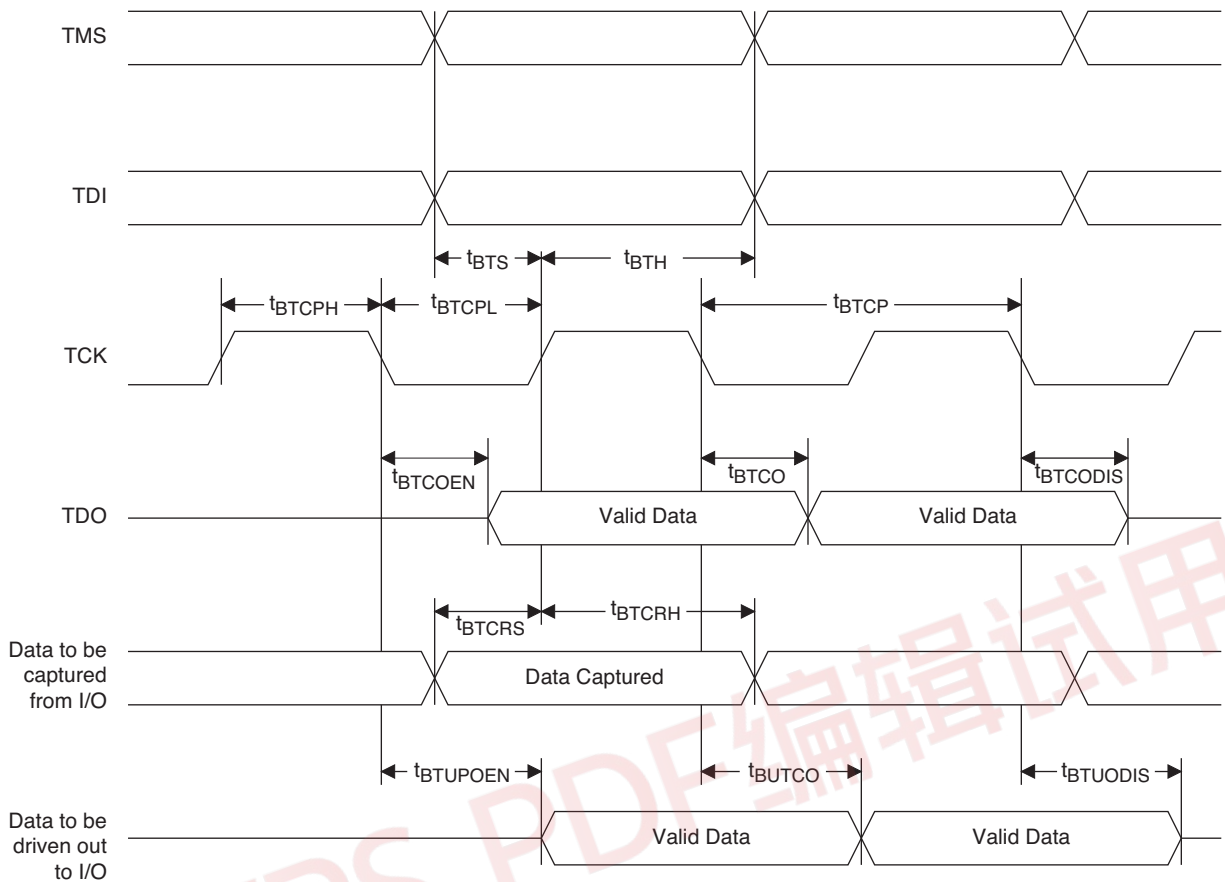 TMS
TDI
tBTS
tBTH
tBTCPH
tBTCPL
tBTCP
TCK
tBTCOEN
tBTCO
tBTCODIS
TDO
Valid Data
Valid Data
tBTCRS
tBTCRH
Data to be
captured
from I/O
Data Captured
tBTUPOEN
tBUTCO
tBTUODIS
Data to be
driven out
to I/O
Valid Data
Valid Data
PDF编辑试用